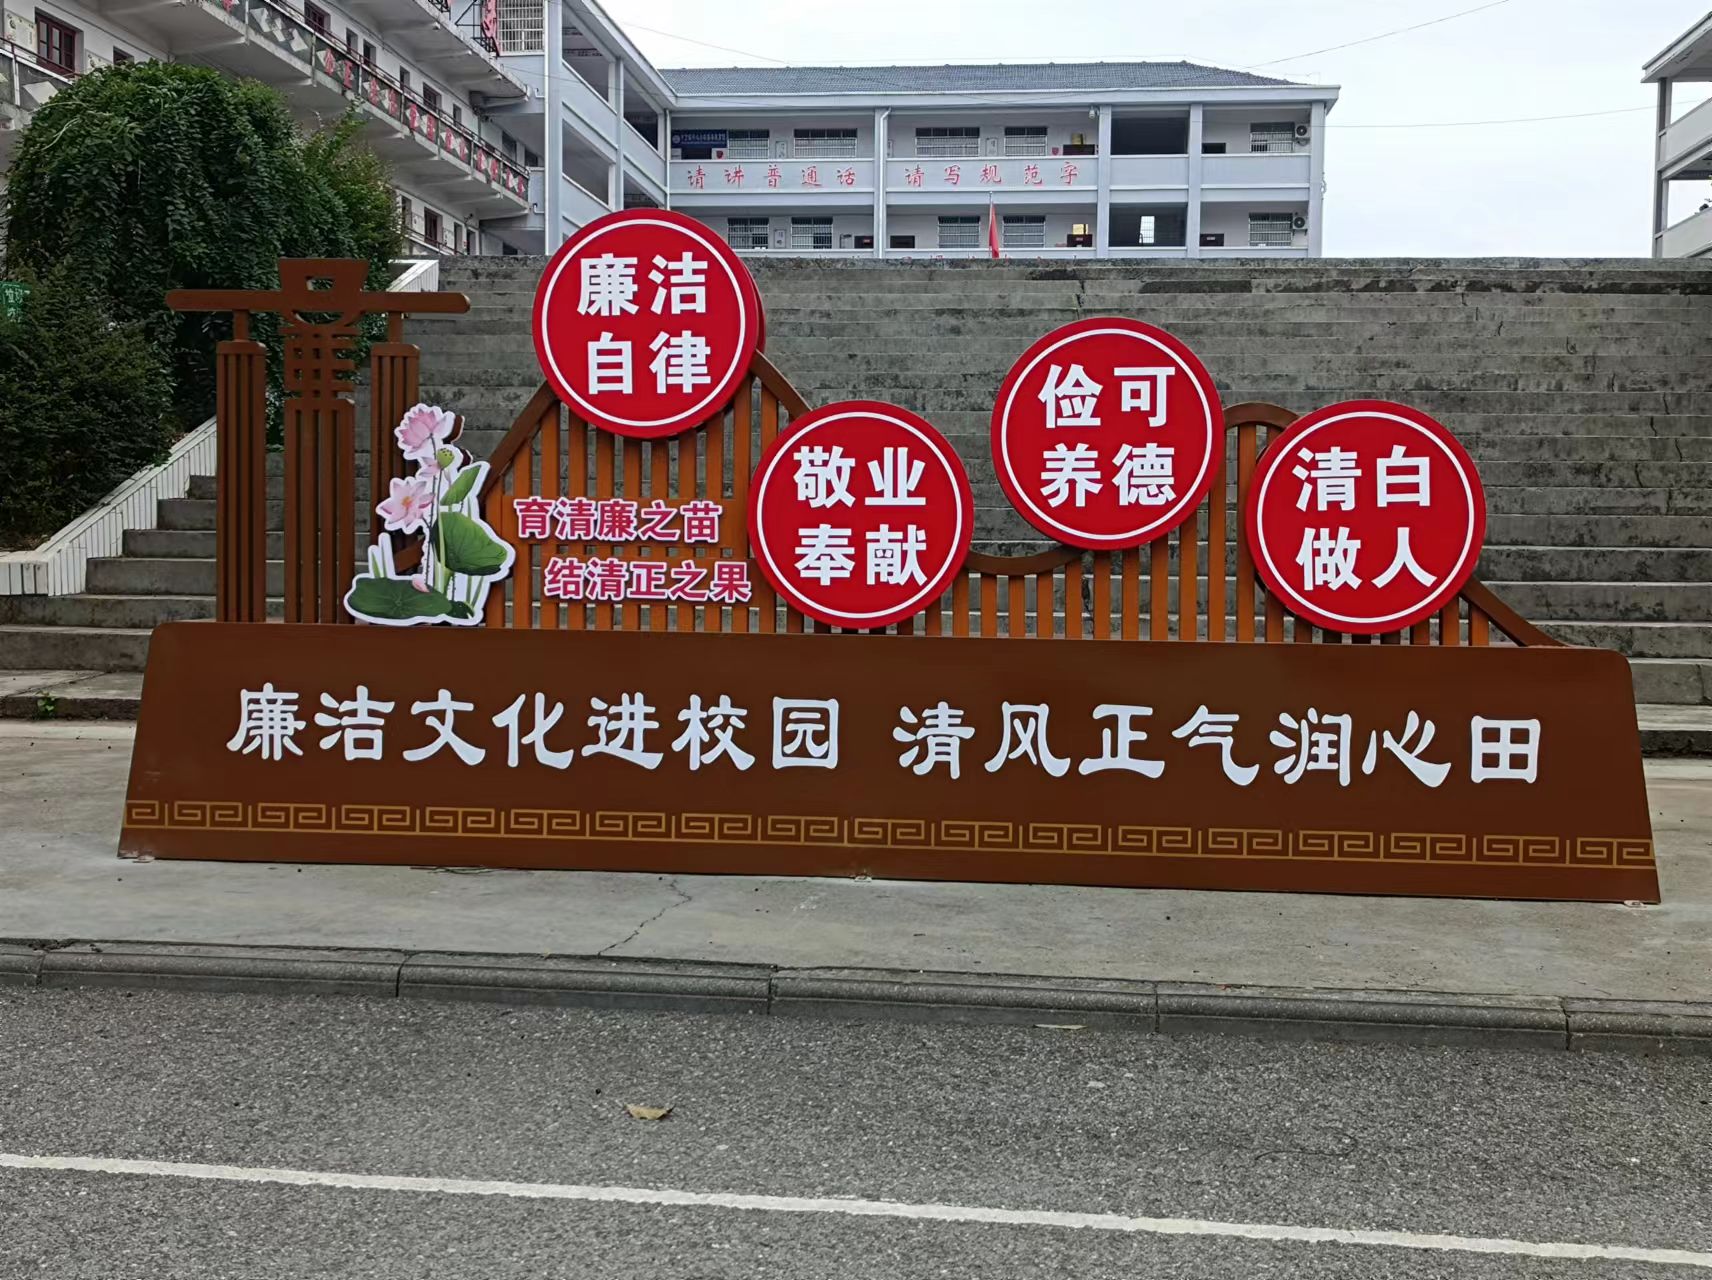 请讲普通话 请写规范字
廉洁
自律
俭可
养德
敬业
奉献
清白
做人
育清廉之苗
结清正之果
廉洁文化进校园 清风正气润心田